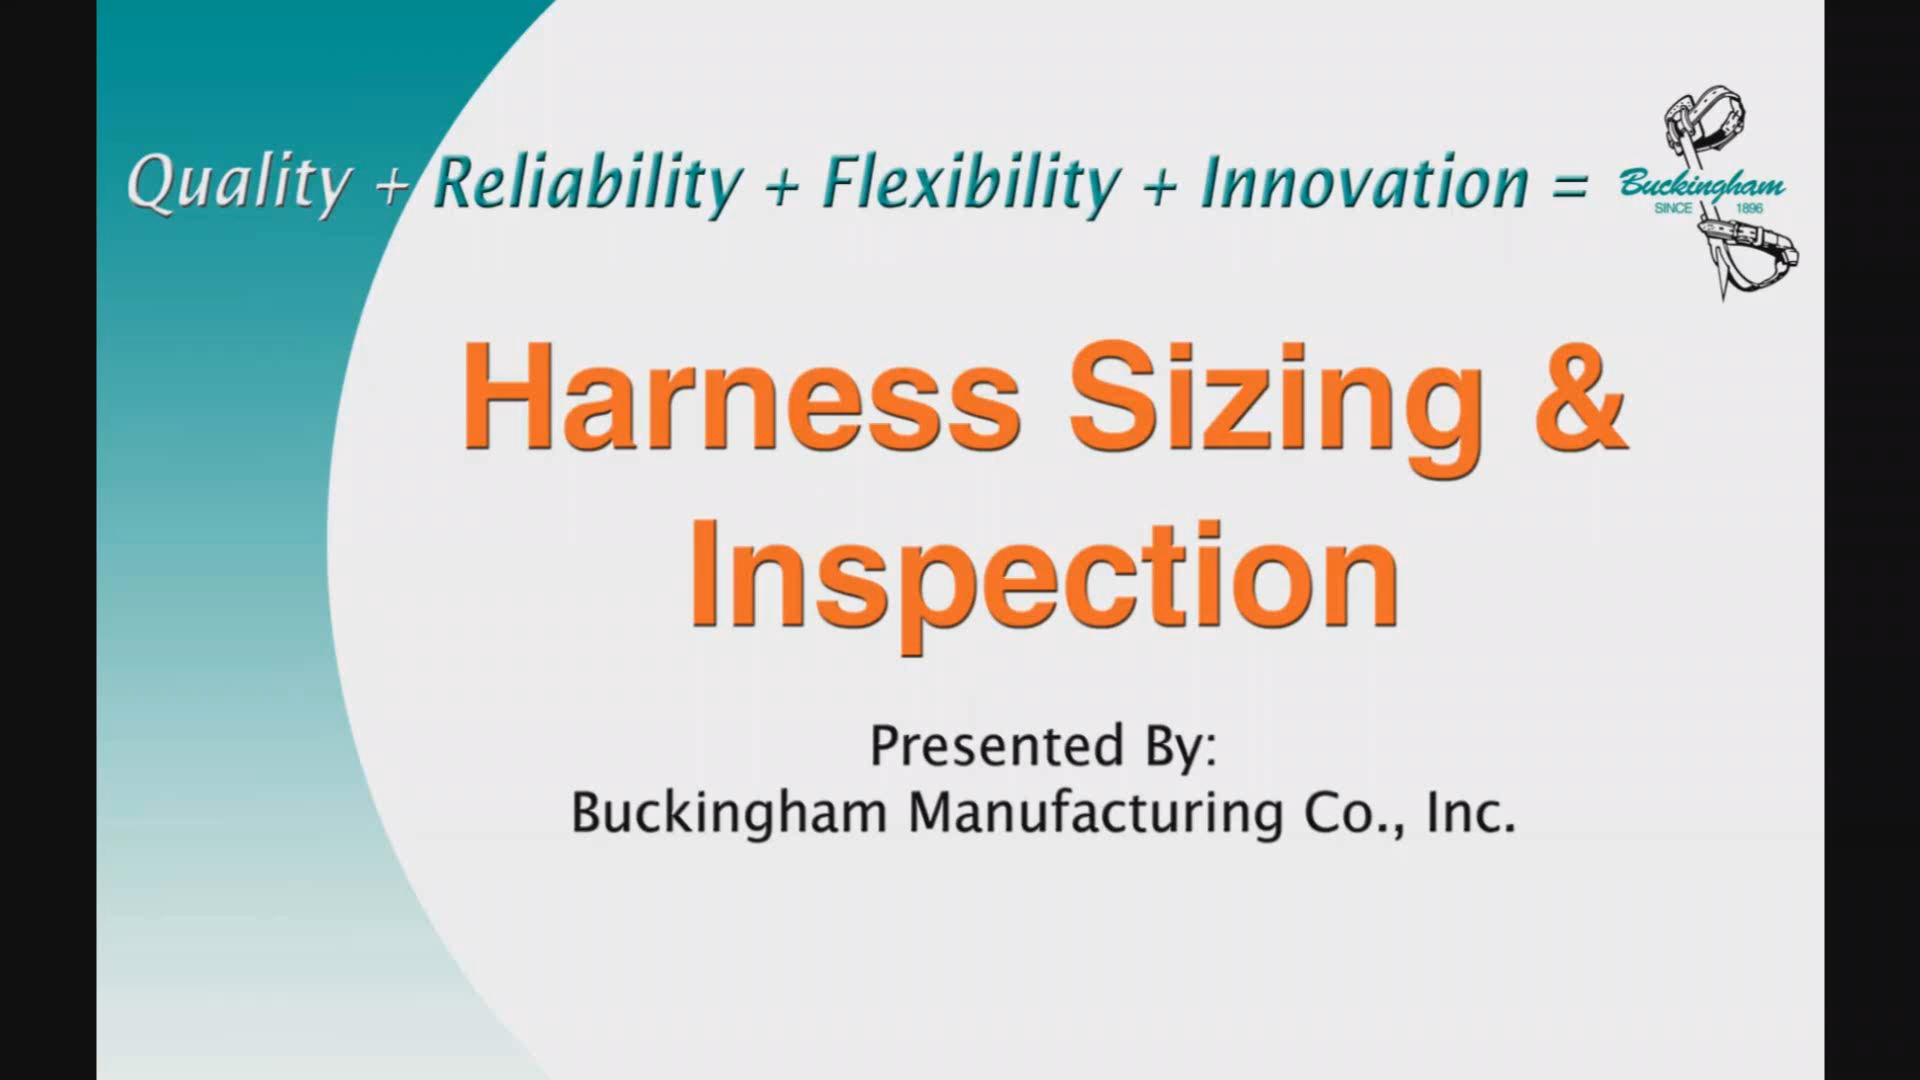 Quality + Reliability + Flexibility + Innovation =
Buckingham
SINCE 1896
Harness Sizing &
Inspection
Presented By:
Buckingham Manufacturing Co., Inc.